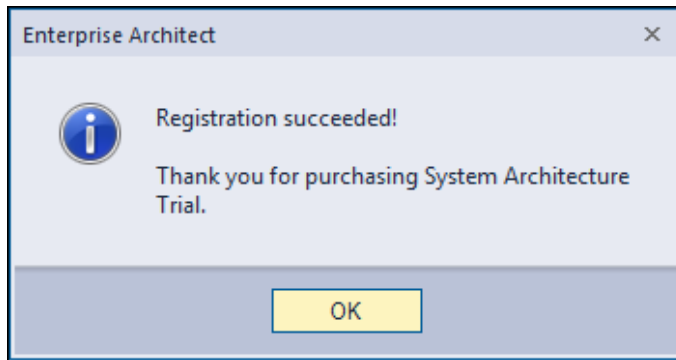 Enterprise Architect
Registration succeeded!
Thank you for purchasing System Architecture
Trial.
OK